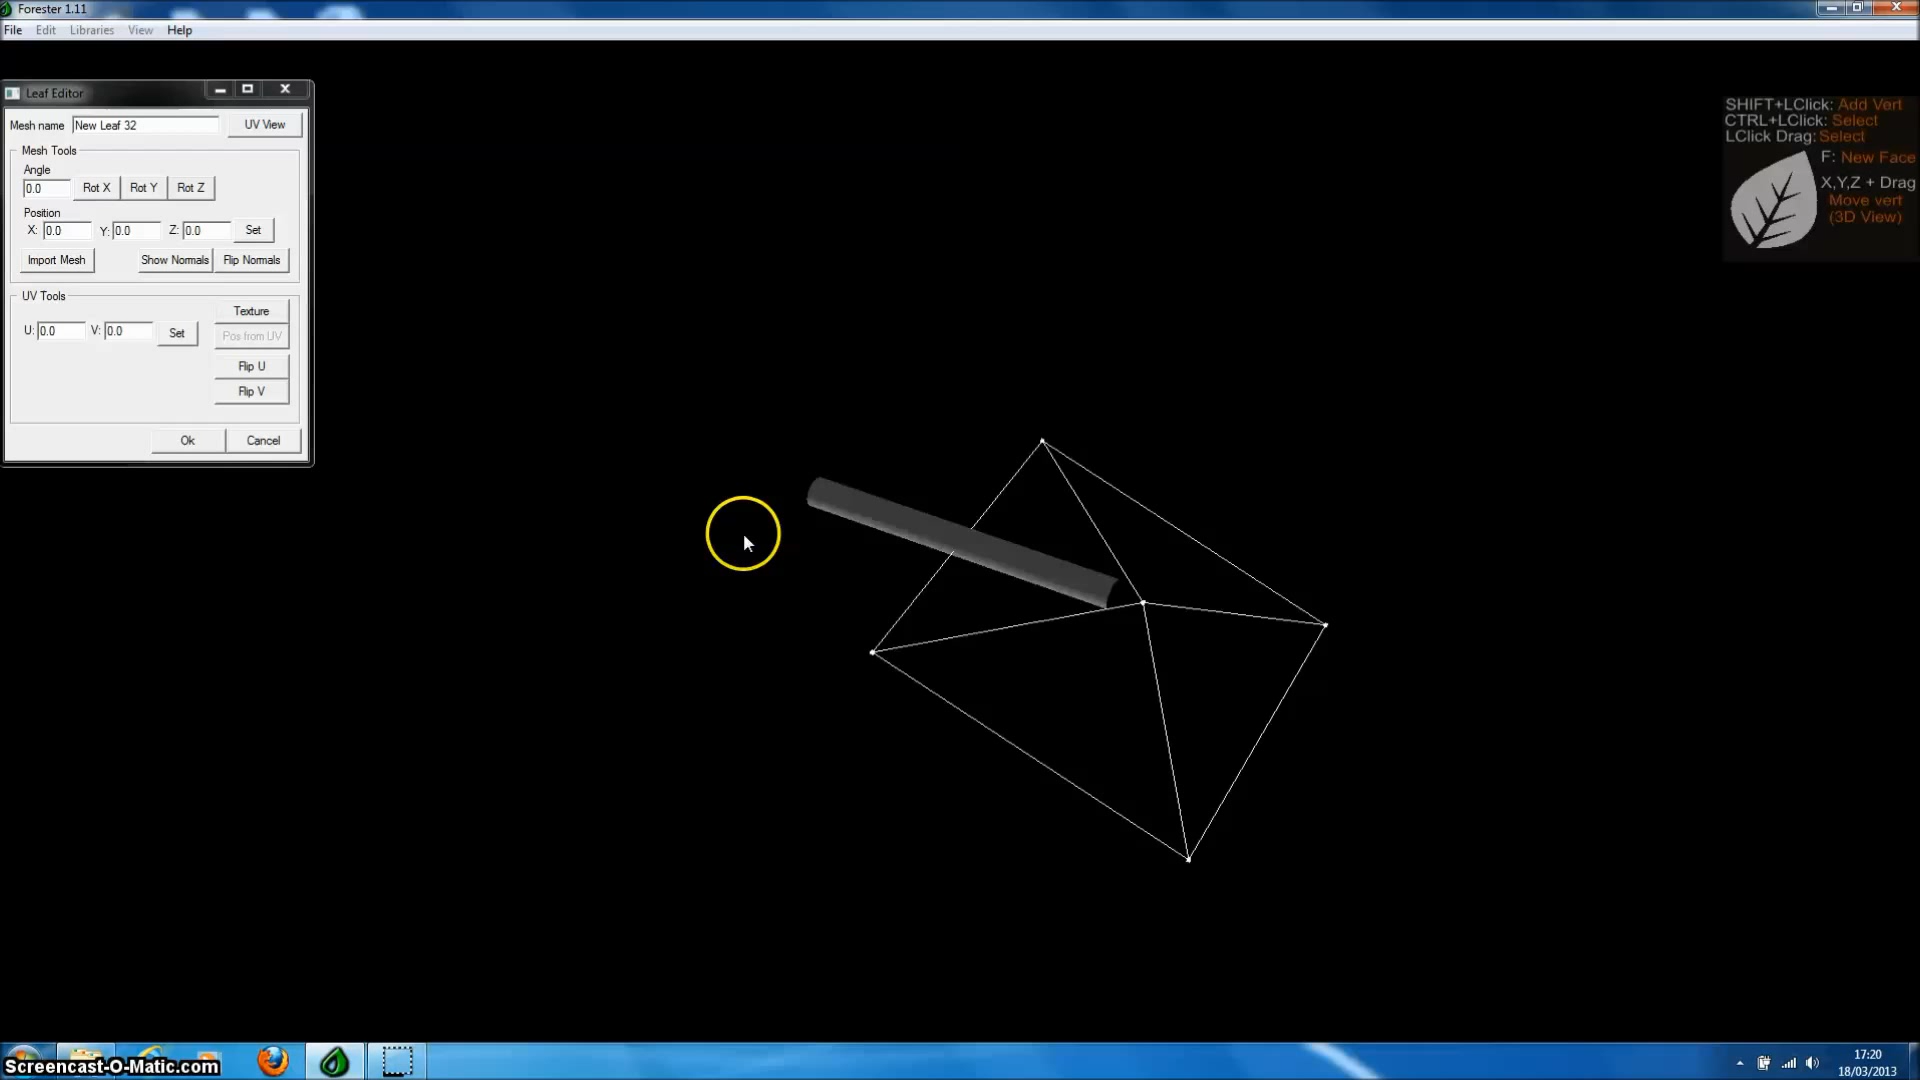 Forester 1.11
File Edit Libraries View Help
Leaf Editor
Mesh name New Leaf 32 UV View
Mesh Tools
Angle
0.0 Rot X Rot Y Rot Z
Position
X: 0.0 Y: 0.0 Z: 0.0 Set
Import Mesh Show Normals Flip Normals
UV Tools
Texture
U: 0.0 V: 0.0 Set
Pos from UV
Flip U
Flip V
Ok Cancel
SHIFT+LClick: Add Vert
CTRL+LClick: Select
LClick Drag: Select
F: New Face
X,Y,Z + Drag
Move vert
(3D View)
Screencast-O-Matic.com
17:20
18/03/2013